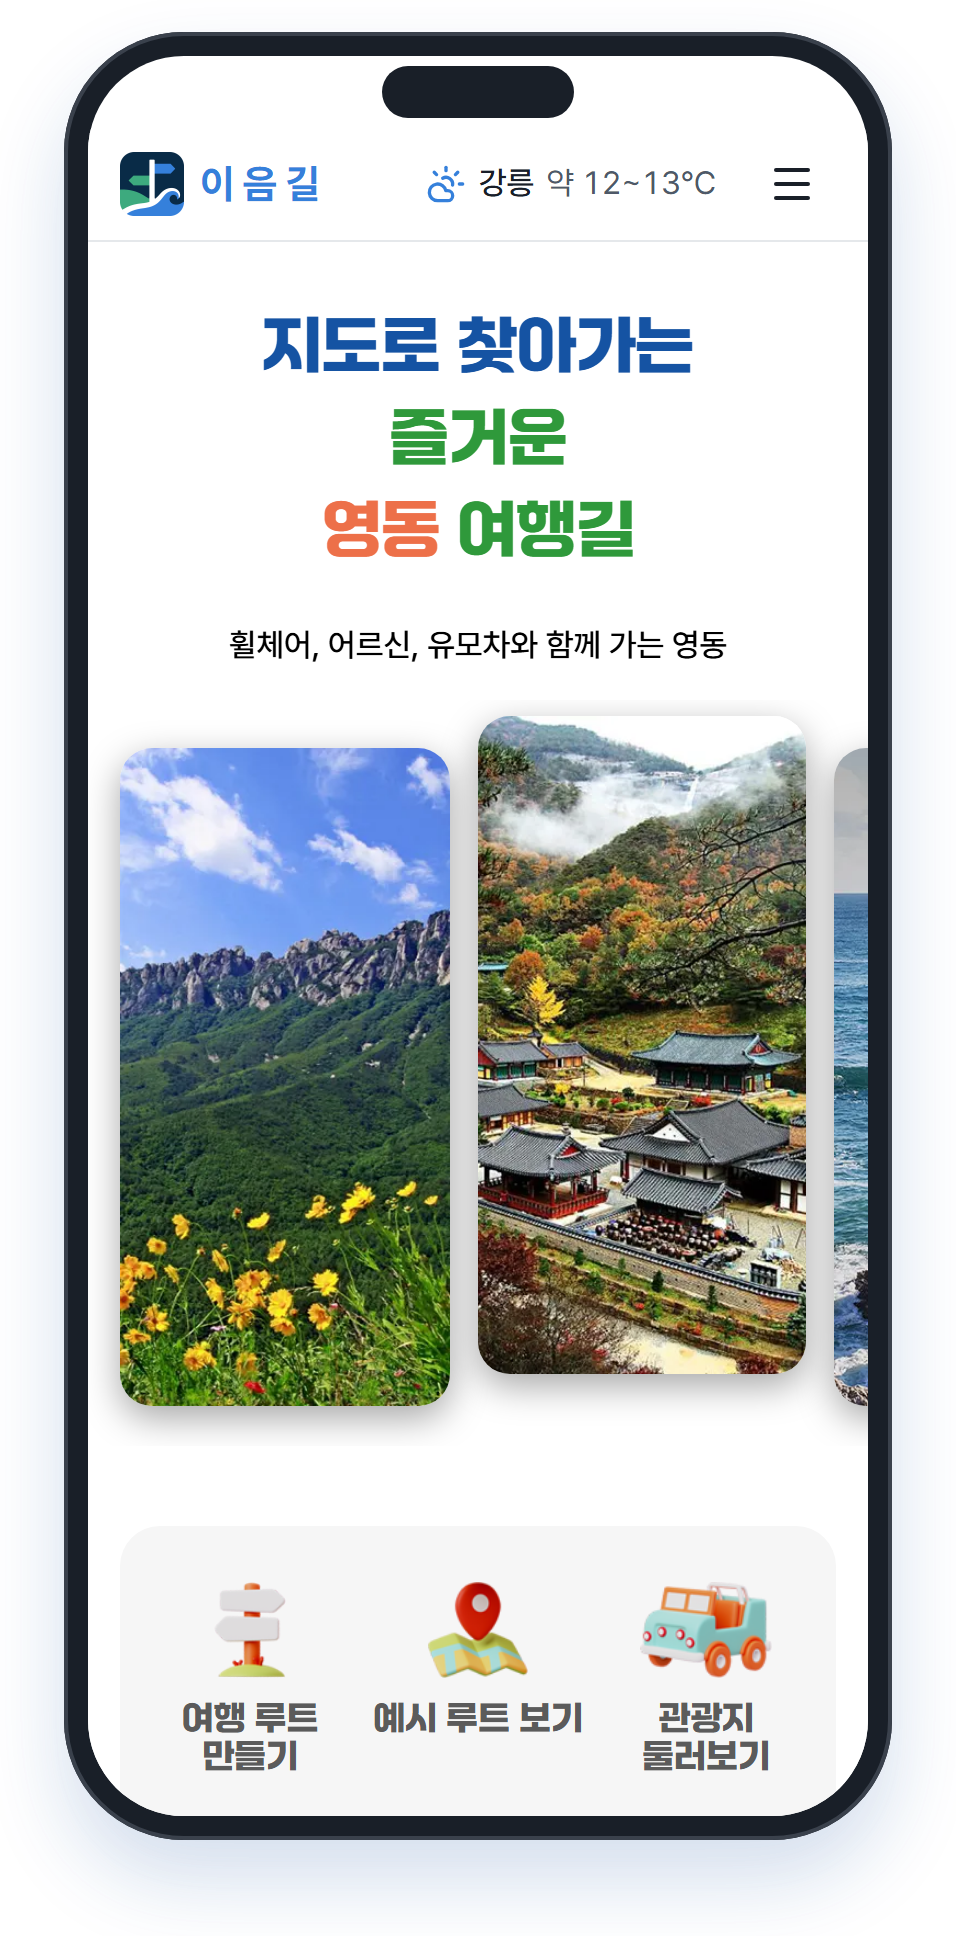 이음길
강릉 약 12~13°C
지도로 찾아가는
즐거운
영동 여행길
휠체어, 어르신, 유모차와 함께 가는 영동
여행 루트
만들기
예시 루트 보기
관광지
둘러보기